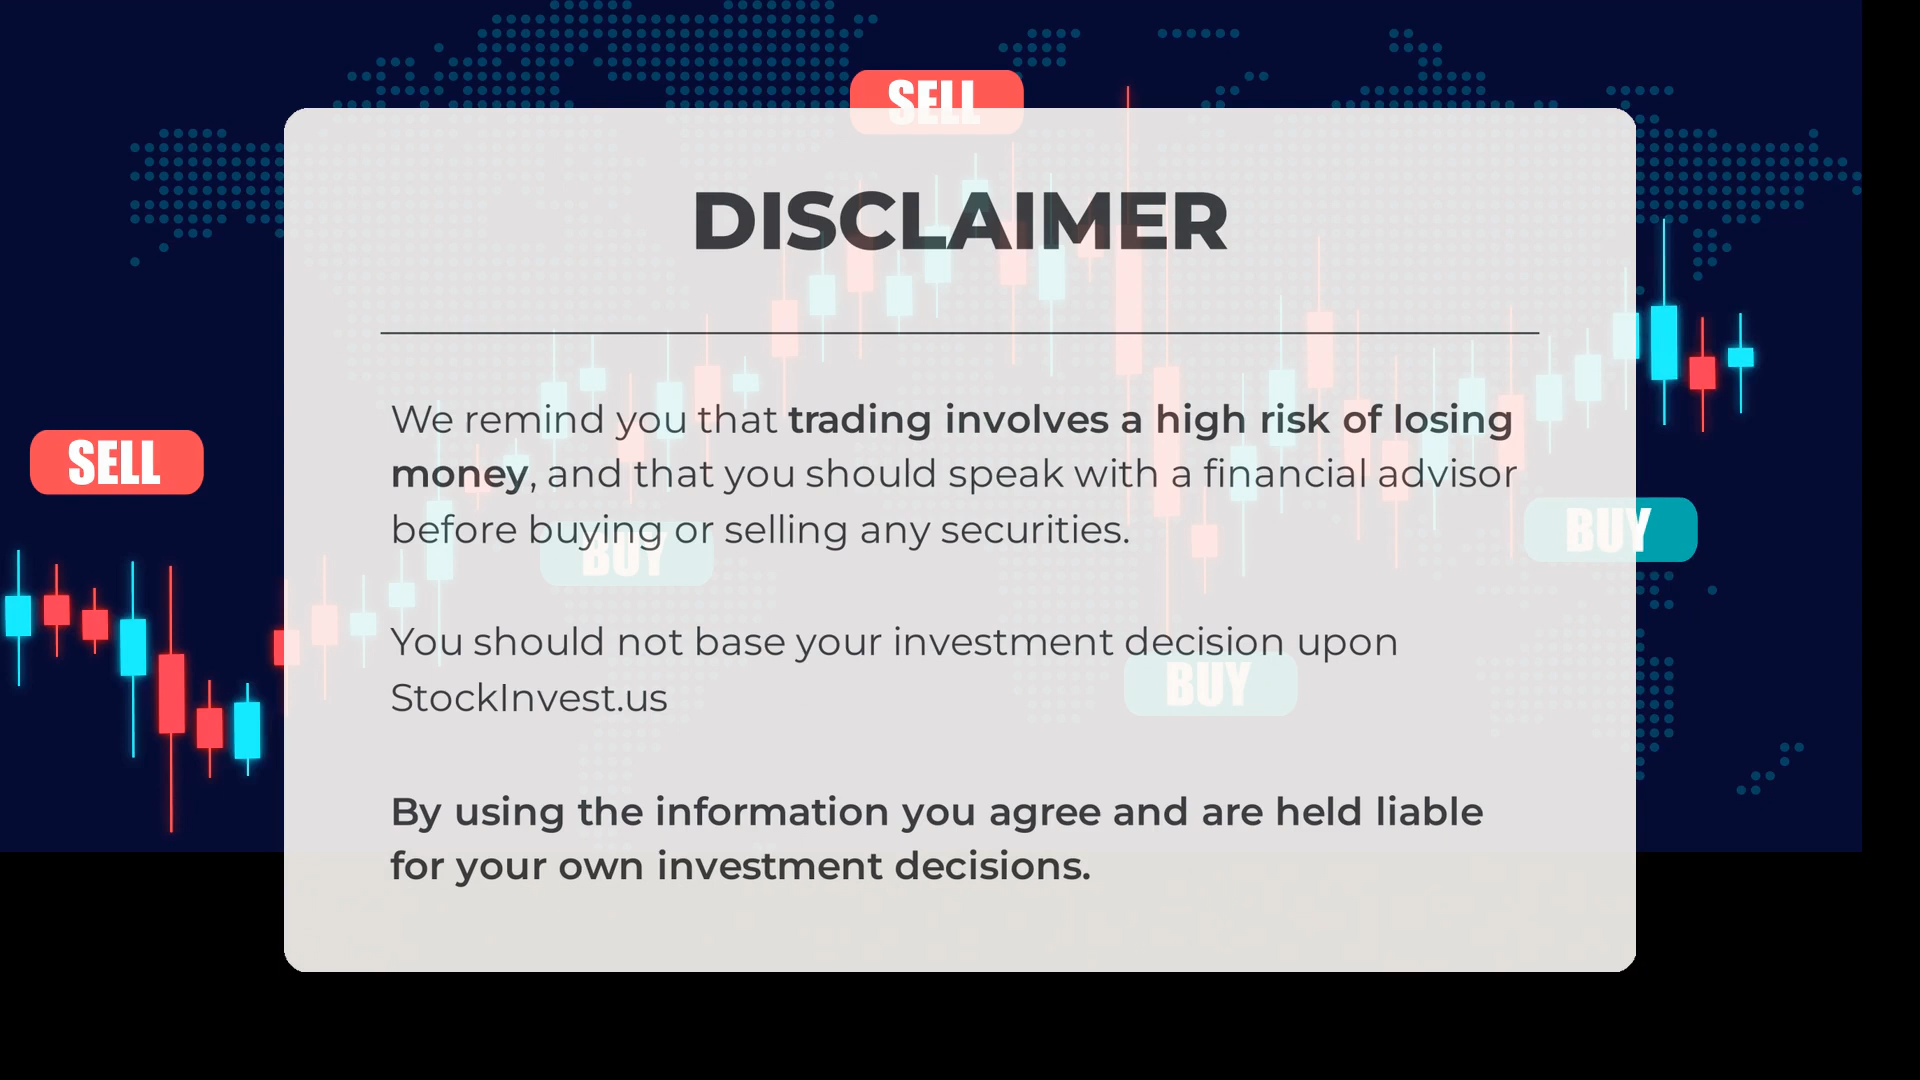 SELL
DISCLAIMER
We remind you that trading involves a high risk of losing
money, and that you should speak with a financial advisor
before buying or selling any securities.
SELL
BUY
BUY
You should not base your investment decision upon
StockInvest.us
BUY
By using the information you agree and are held liable
for your own investment decisions.